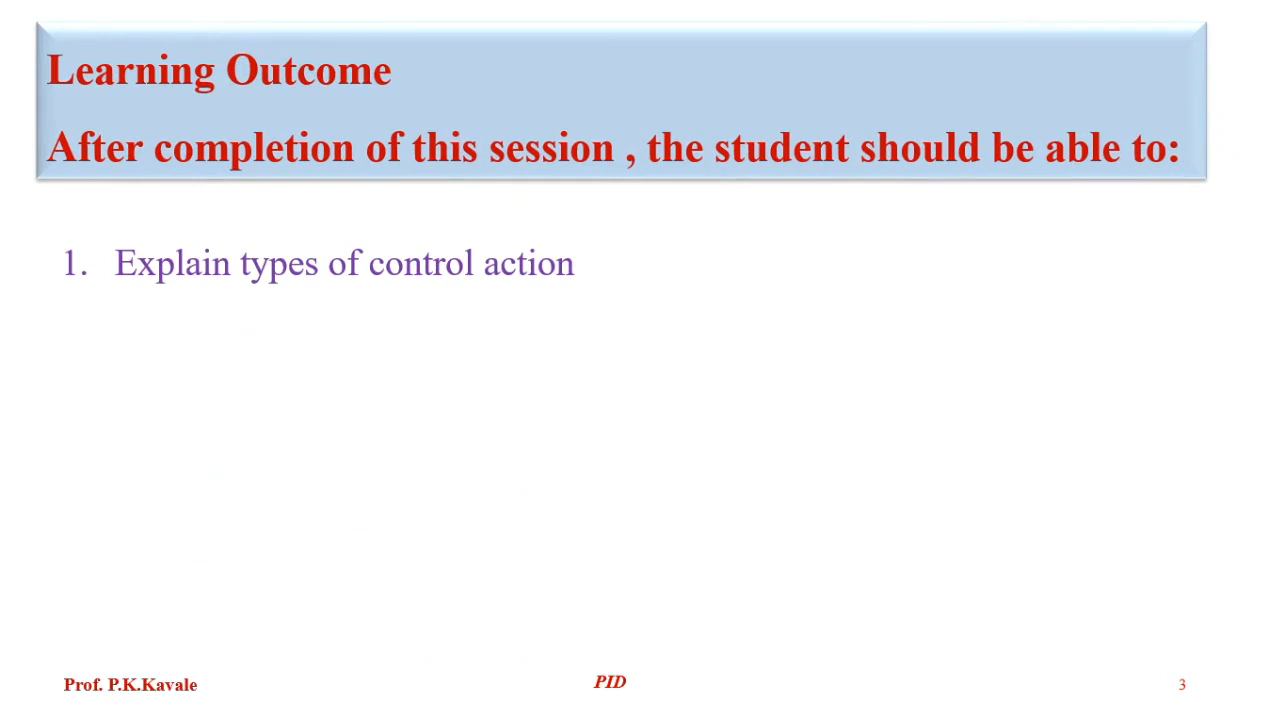 Learning Outcome
After completion of this session , the student should be able to:
1. Explain types of control action
Prof. P.K.Kavale
PID
3